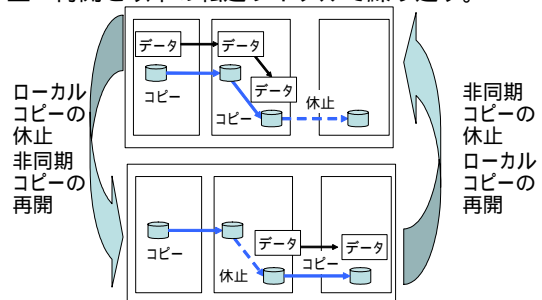 データ
データ
コピー
データ
休止
コピー
ローカル
コピーの
休止
非同期
コピーの
再開
非同期
コピーの
休止
ローカル
コピーの
再開
コピー
データ
データ
休止
コピー